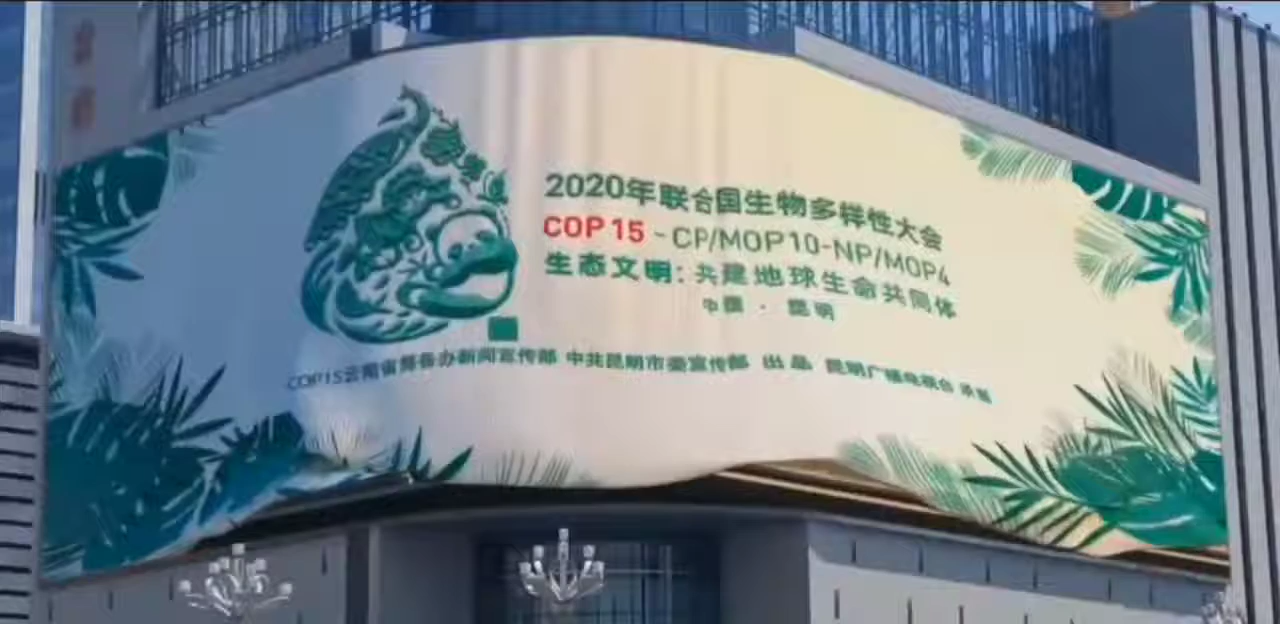 2020年联合国生物多样性大会
COP 15 - CP/MOP10-NP/MOP4
生态文明：共建地球生命共同体
中国 · 昆明
COP15云南省筹备办新闻宣传部 中共昆明市委宣传部 出品 昆明广播电视台 承制